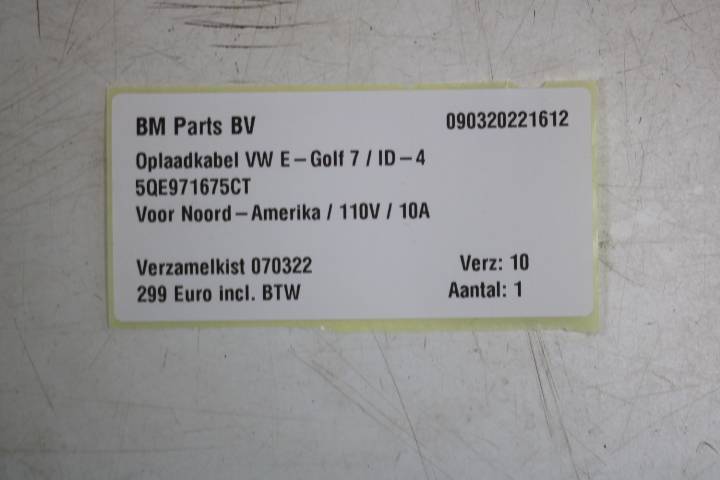 BM Parts BV 090320221612
Oplaadkabel VW E-Golf 7 / ID-4
5QE971675CT
Voor Noord-Amerika / 110V / 10A
Verzamelkist 070322 Verz: 10
299 Euro incl. BTW Aantal: 1